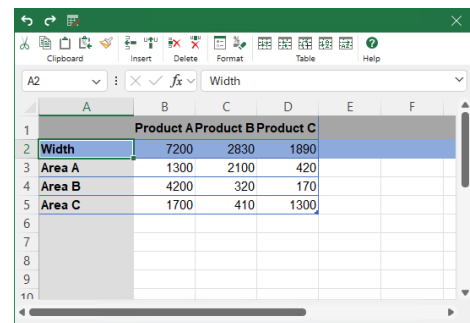 Clipboard Insert Delete Format Table Help
A2 fx Width
A B C D E F
1 Product A Product B Product C
2 Width 7200 2830 1890
3 Area A 1300 2100 420
4 Area B 4200 320 170
5 Area C 1700 410 1300
6
7
8
9
10